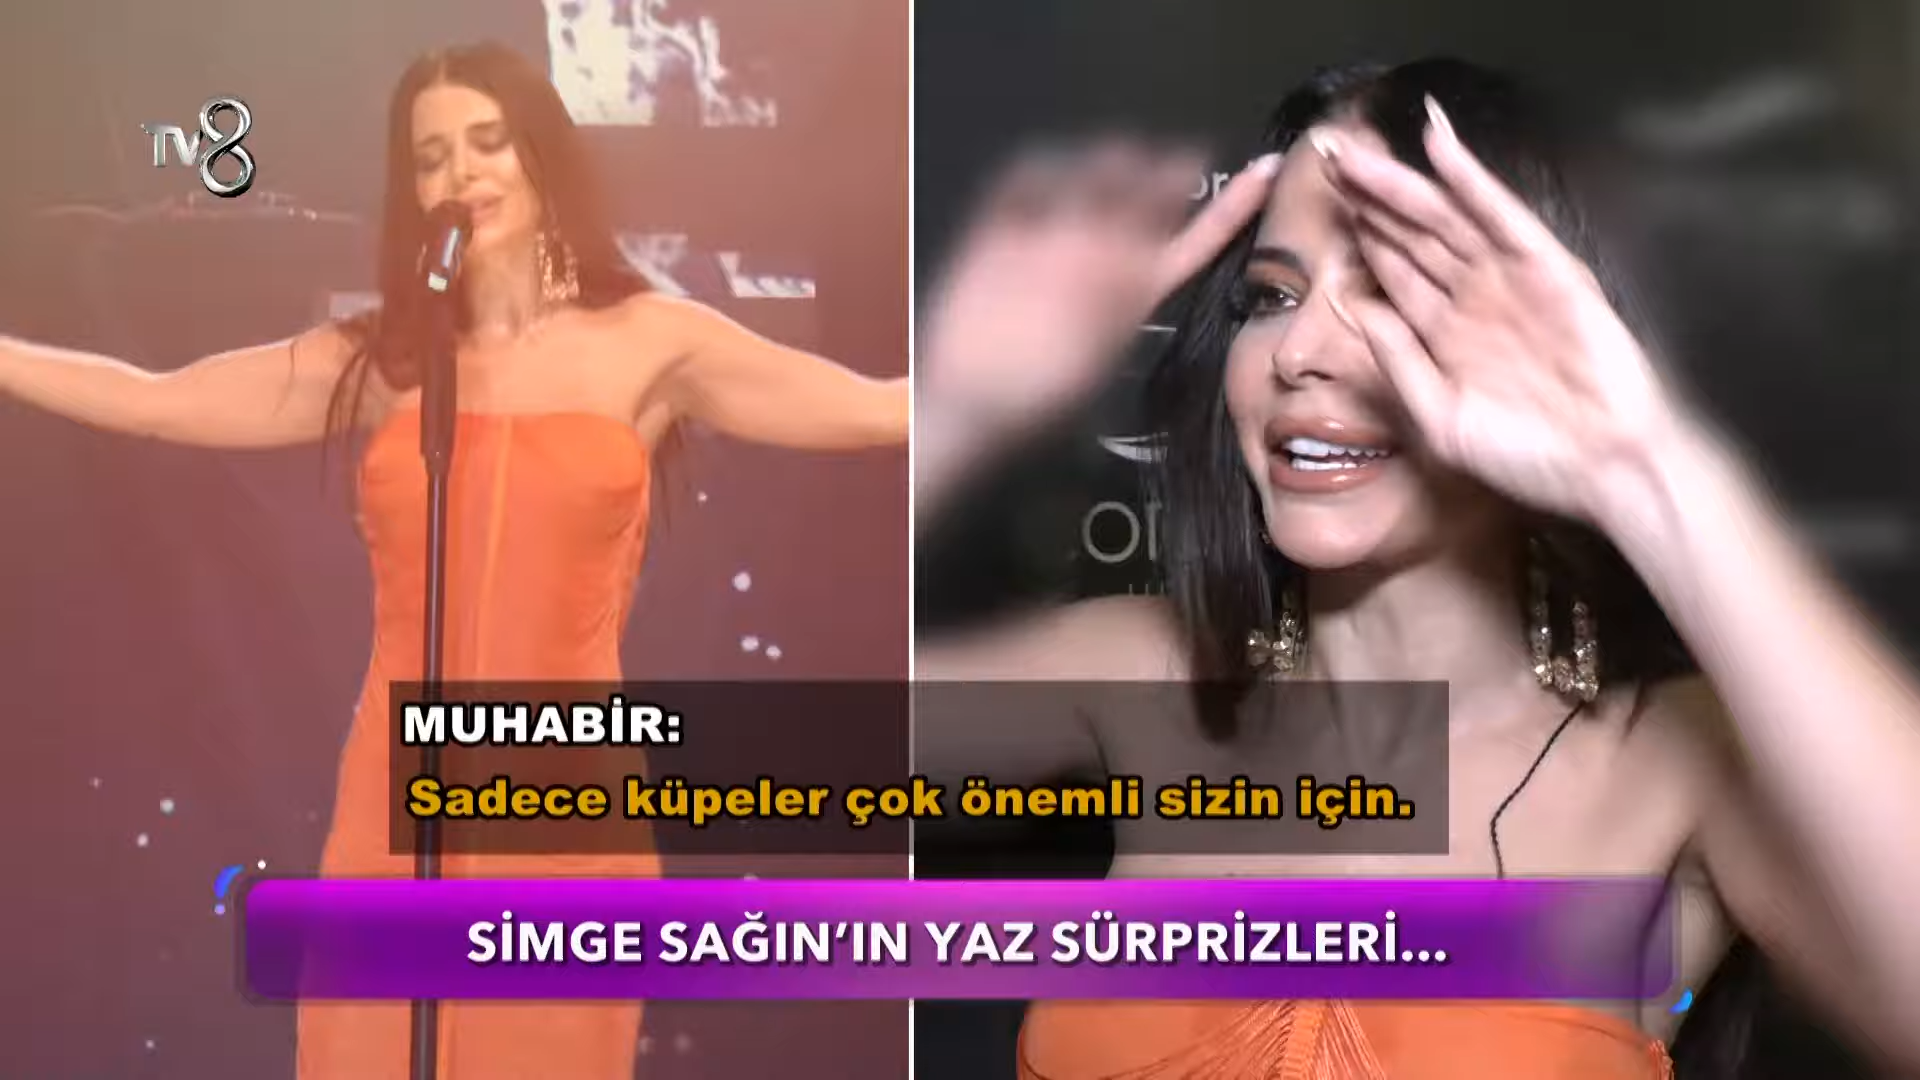 TV8
MUHABİR:
Sadece küpeler çok önemli sizin için.
SİMGE SAĞIN'IN YAZ SÜRPRİZLERİ...